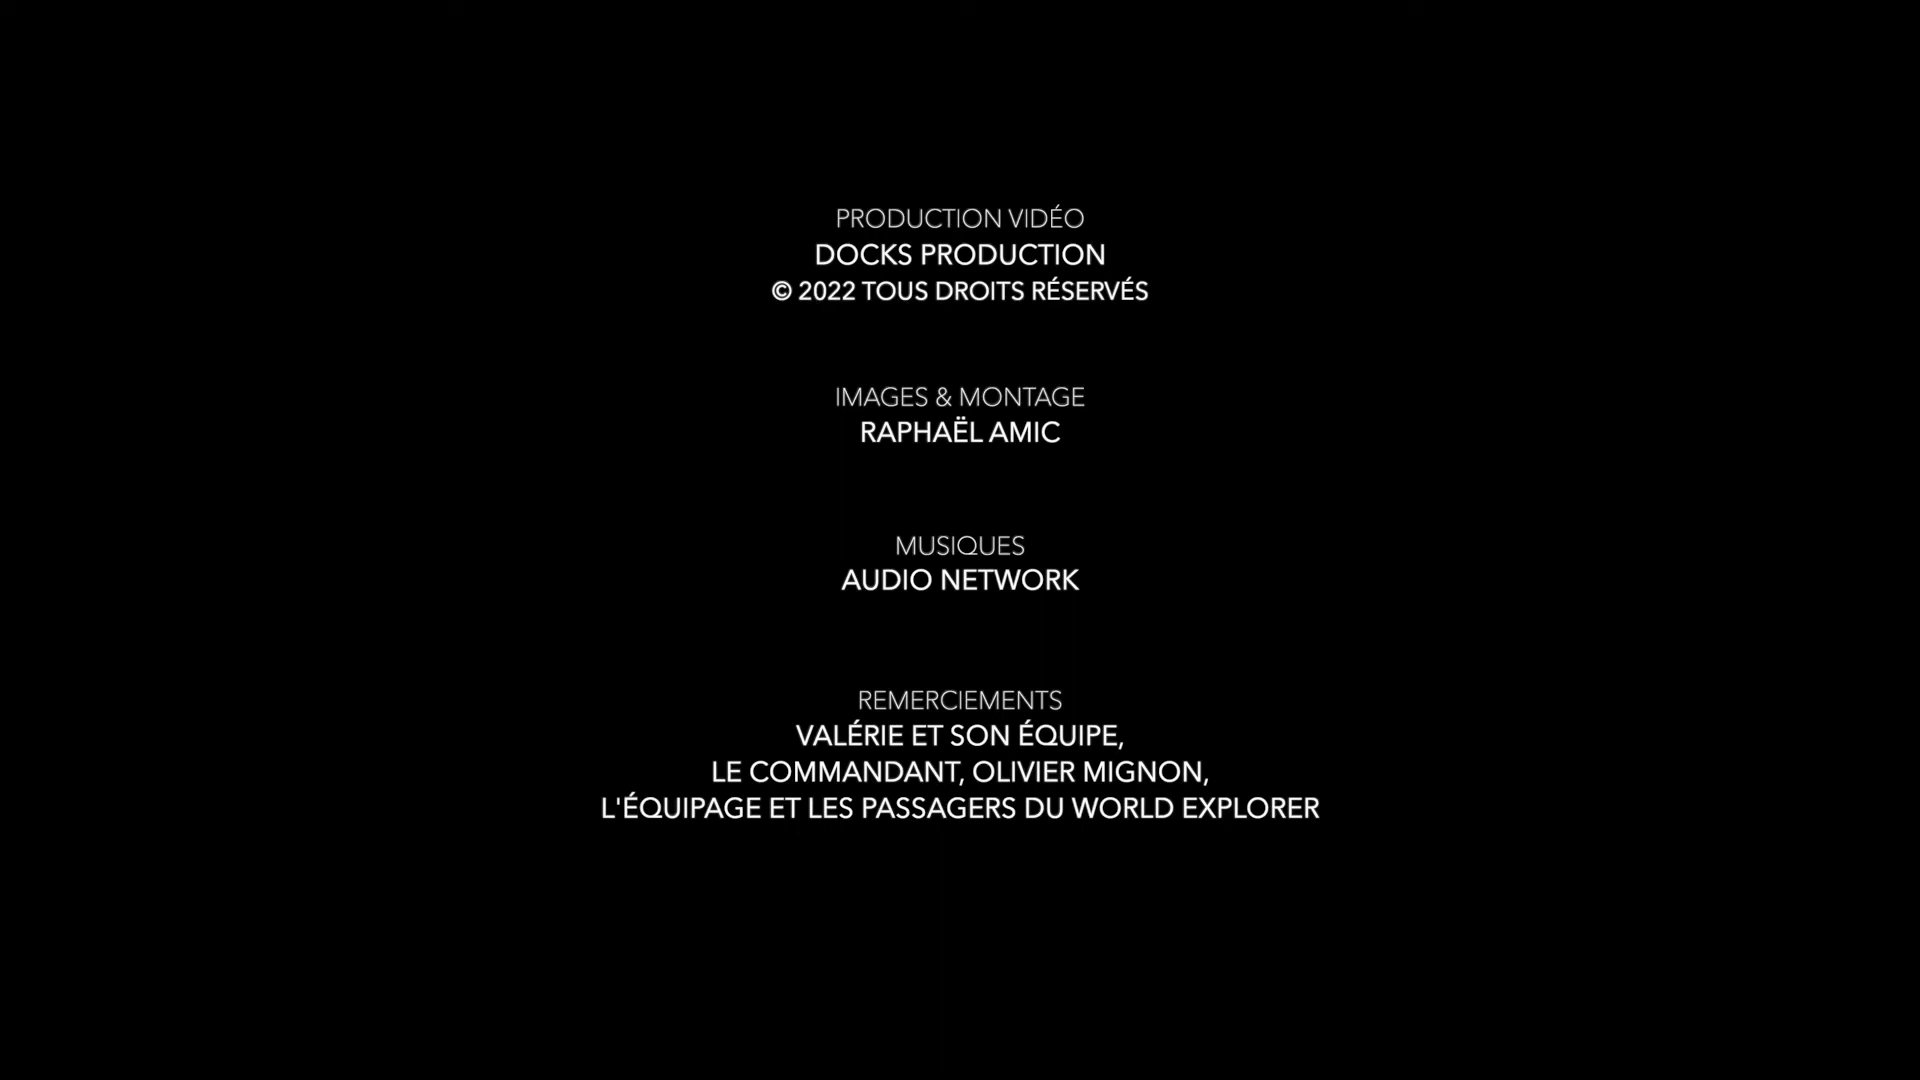 PRODUCTION VIDÉO
DOCKS PRODUCTION
© 2022 TOUS DROITS RÉSERVÉS
IMAGES & MONTAGE
RAPHAËL AMIC
MUSIQUES
AUDIO NETWORK
REMERCIEMENTS
VALÉRIE ET SON ÉQUIPE,
LE COMMANDANT, OLIVIER MIGNON,
L'ÉQUIPAGE ET LES PASSAGERS DU WORLD EXPLORER